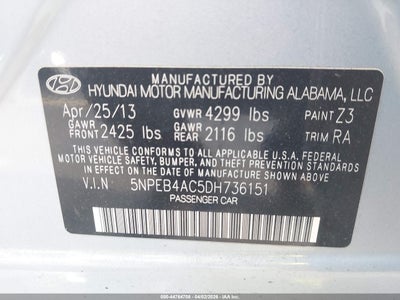 MANUFACTURED BY
HYUNDAI MOTOR MANUFACTURING ALABAMA, LLC
Apr/25/13 GVWR 4299 lbs PAINT Z3
GAWR FRONT 2425 lbs GAWR REAR 2116 lbs TRIM RA
THIS VEHICLE CONFORMS TO ALL APPLICABLE U.S.A. FEDERAL
MOTOR VEHICLE SAFETY, BUMPER, AND THEFT PREVENTION
STANDARDS IN EFFECT ON THE DATE OF MANUFACTURE SHOWN ABOVE.
V.I.N. 5NPEB4AC5DH736151
PASSENGER CAR